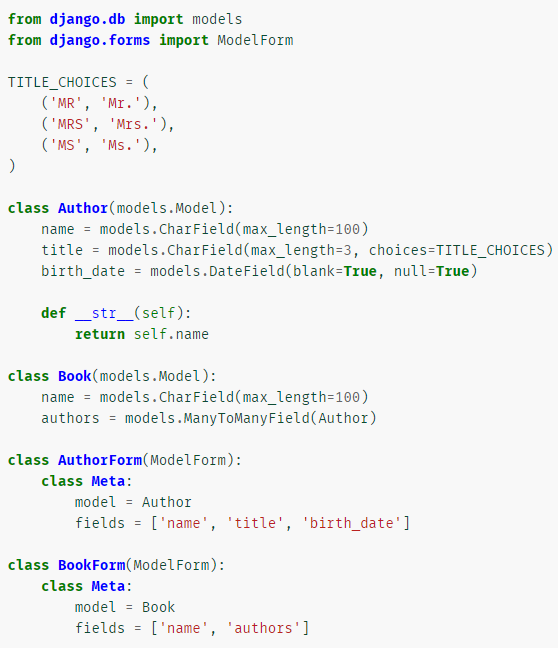 from django.db import models
from django.forms import ModelForm

TITLE_CHOICES = (
    ('MR', 'Mr.'),
    ('MRS', 'Mrs.'),
    ('MS', 'Ms.'),
)

class Author(models.Model):
    name = models.CharField(max_length=100)
    title = models.CharField(max_length=3, choices=TITLE_CHOICES)
    birth_date = models.DateField(blank=True, null=True)

    def __str__(self):
        return self.name

class Book(models.Model):
    name = models.CharField(max_length=100)
    authors = models.ManyToManyField(Author)

class AuthorForm(ModelForm):
    class Meta:
        model = Author
        fields = ['name', 'title', 'birth_date']

class BookForm(ModelForm):
    class Meta:
        model = Book
        fields = ['name', 'authors']